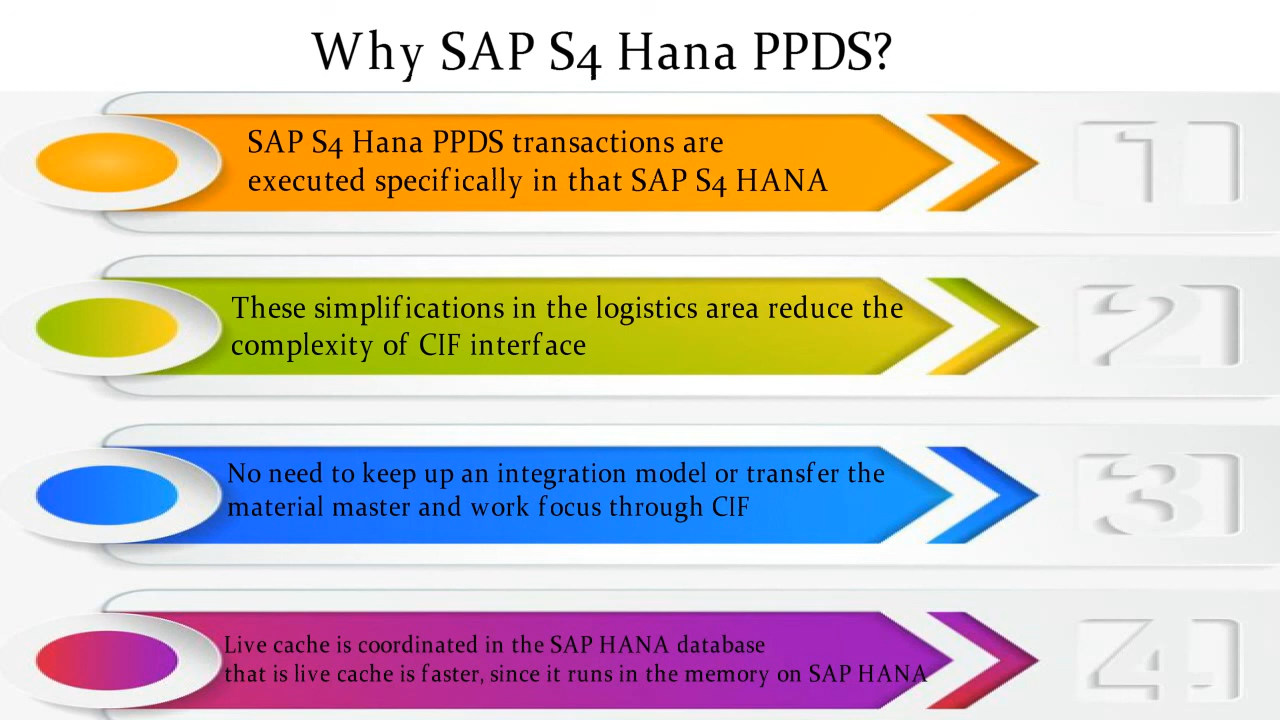 Why SAP S4 Hana PPDS?
SAP S4 Hana PPDS transactions are
executed specifically in that SAP S4 HANA
1
These simplifications in the logistics area reduce the
complexity of CIF interface
2
No need to keep up an integration model or transfer the
material master and work focus through CIF
3
Live cache is coordinated in the SAP HANA database
that is live cache is faster, since it runs in the memory on SAP HANA
4